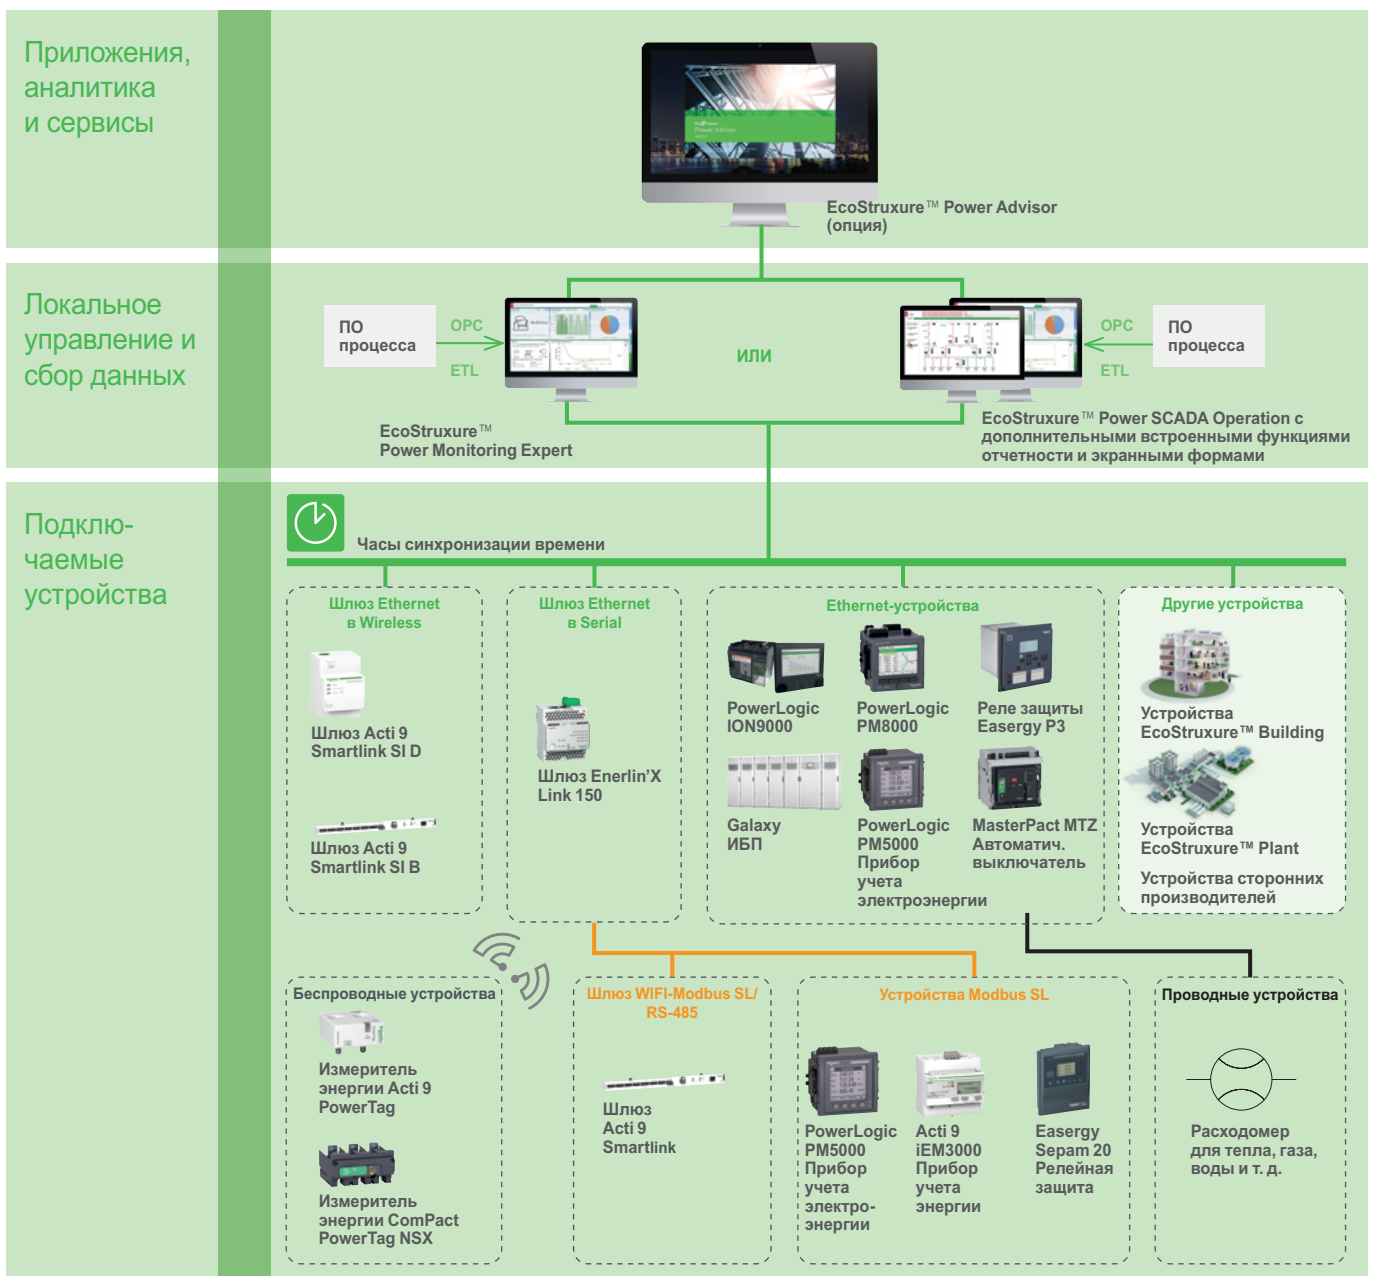 Приложения,
аналитика
и сервисы
Power Advisor
EcoStruxure™ Power Advisor
(опция)
Локальное
управление и
сбор данных
ПО
процесса
OPC
ETL
ИЛИ
OPC
ETL
ПО
процесса
EcoStruxure™
Power Monitoring Expert
EcoStruxure™ Power SCADA Operation с
дополнительными встроенными функциями
отчетности и экранными формами
Подклю-
чаемые
устройства
Часы синхронизации времени
Шлюз Ethernet
в Wireless
Шлюз Acti 9
Smartlink SI D
Шлюз Acti 9
Smartlink SI B
Шлюз Ethernet
в Serial
Шлюз Enerlin’X
Link 150
Ethernet-устройства
PowerLogic
ION9000
PowerLogic
PM8000
Реле защиты
Easergy P3
Galaxy
ИБП
PowerLogic
PM5000
Прибор
учета
электроэнергии
MasterPact MTZ
Автоматич.
выключатель
Другие устройства
Устройства
EcoStruxure™ Building
Устройства
EcoStruxure™ Plant
Устройства сторонних
производителей
Беспроводные устройства
Измеритель
энергии Acti 9
PowerTag
Измеритель
энергии ComPact
PowerTag NSX
Шлюз WIFI-Modbus SL/
RS-485
Шлюз
Acti 9
Smartlink
Устройства Modbus SL
PowerLogic
PM5000
Прибор
учета
электро-
энергии
Acti 9
iEM3000
Прибор
учета
энергии
Easergy
Sepam 20
Релейная
защита
Проводные устройства
Расходомер
для тепла, газа,
воды и т. д.